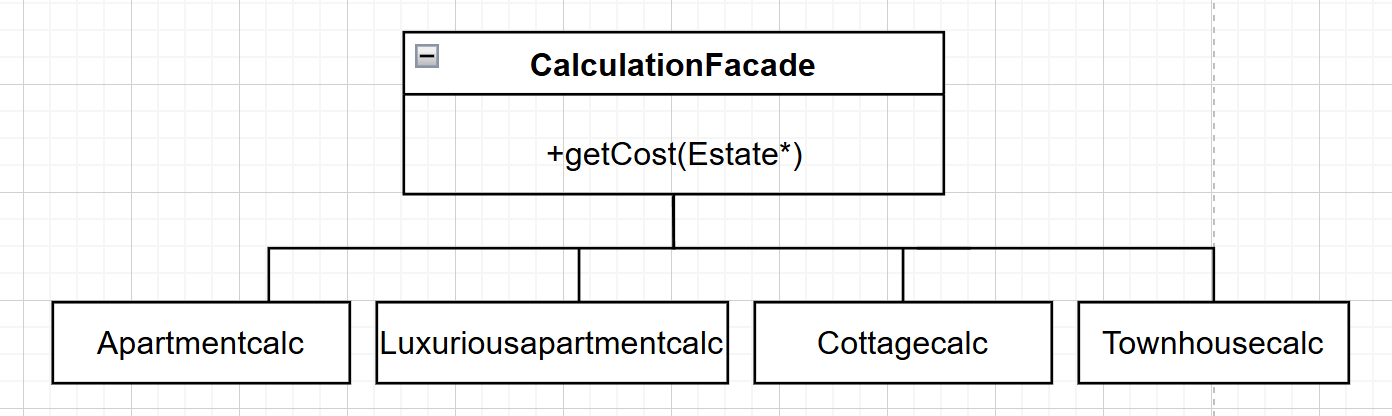 CalculationFacade
+getCost(Estate*)
Apartmentcalc
Luxuriousapartmentcalc
Cottagecalc
Townhousecalc